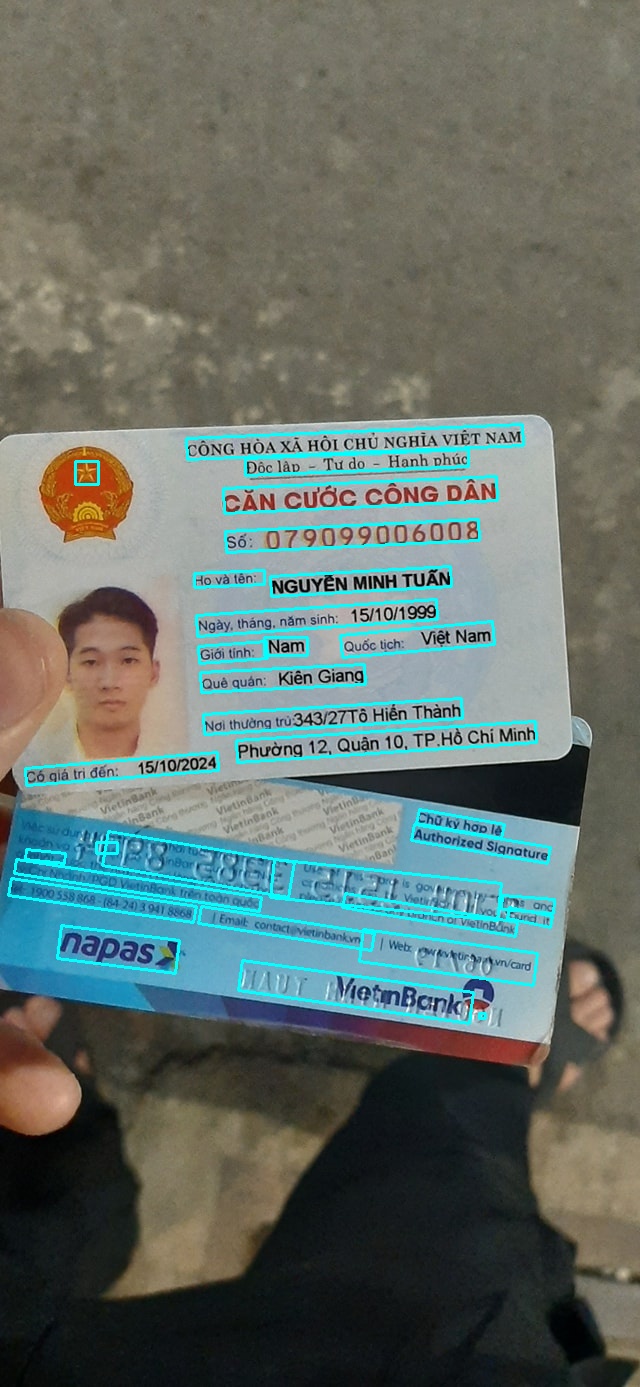 CỘNG HÒA XÃ HỘI CHỦ NGHĨA VIỆT NAM
Độc lập - Tự do - Hạnh phúc
CĂN CƯỚC CÔNG DÂN
Số: 079099006008
Họ và tên: NGUYỄN MINH TUẤN
Ngày, tháng, năm sinh: 15/10/1999
Giới tính: Nam Quốc tịch: Việt Nam
Quê quán: Kiên Giang
Nơi thường trú: 343/27 Tô Hiến Thành
Phường 12, Quận 10, TP.Hồ Chí Minh
Có giá trị đến: 15/10/2024
VietinBank
Chữ ký hợp lệ
Authorized Signature
Chi Nhánh/PGD VietinBank trên toàn quốc
Tel: 1900 558 868 - (84-24) 3 941 8868 | Email: contact@vietinbank.vn | Web: www.vietinbank.vn/card
napas
VietinBank